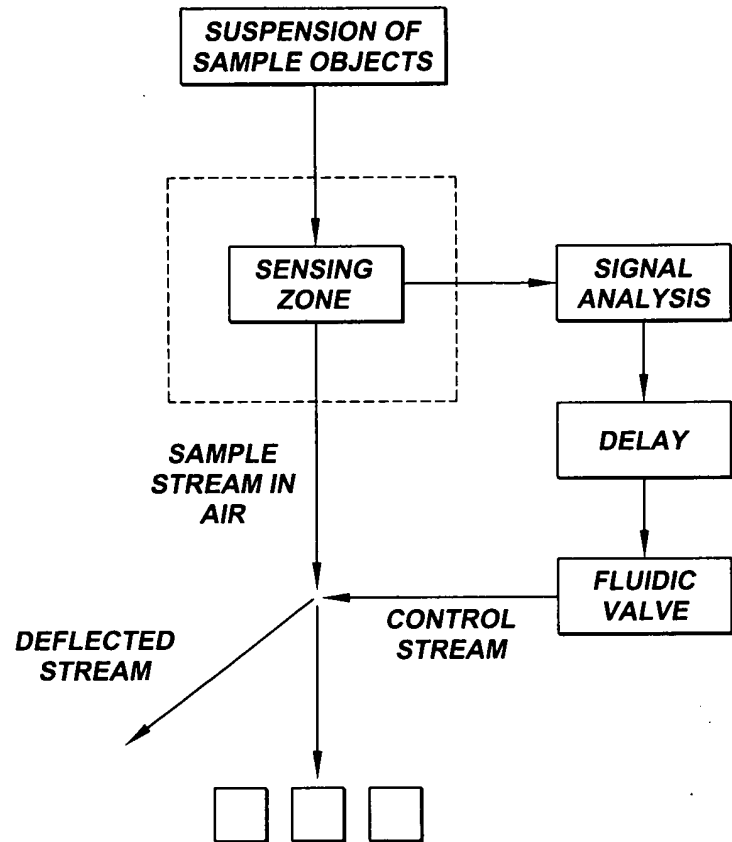 SUSPENSION OF
SAMPLE OBJECTS
SENSING
ZONE
SIGNAL
ANALYSIS
DELAY
SAMPLE
STREAM IN
AIR
FLUIDIC
VALVE
CONTROL
STREAM
DEFLECTED
STREAM